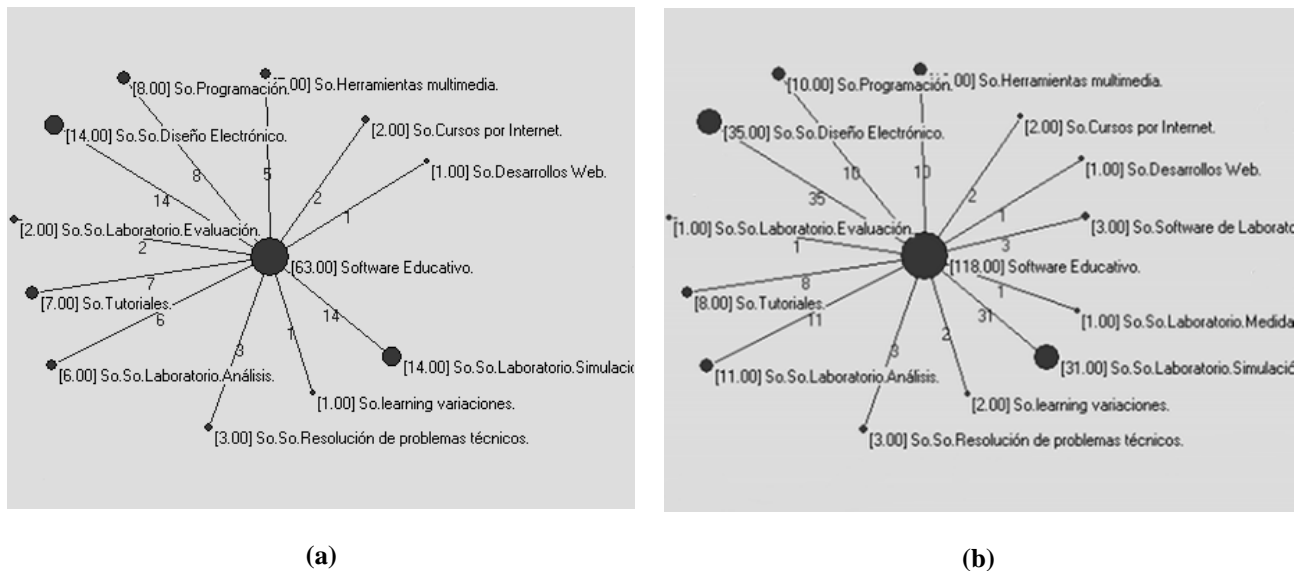 [8.00] So.Programación.
.00] So.Herramientas multimedia.
[14.00] So.So.Diseño Electrónico.
[2.00] So.Cursos por Internet.
[1.00] So.Desarrollos Web.
8
5
2
14
1
[2.00] So.So.Laboratorio.Evaluación.
2
[63.00] Software Educativo.
7
[7.00] So.Tutoriales.
6
3
1
14
[6.00] So.So.Laboratorio.Análisis.
[14.00] So.So.Laboratorio.Simulació
[1.00] So.learning variaciones.
[3.00] So.So.Resolución de problemas técnicos.
(a)
[10.00] So.Programación.
.00] So.Herramientas multimedia.
[35.00] So.So.Diseño Electrónico.
[2.00] So.Cursos por Internet.
[1.00] So.Desarrollos Web.
10
10
2
35
1
[1.00] So.So.Laboratorio.Evaluación.
[3.00] So.Software de Laborato
1
3
[118.00] Software Educativo.
8
1
[8.00] So.Tutoriales.
11
3
2
31
[1.00] So.So.Laboratorio.Medida
[11.00] So.So.Laboratorio.Análisis.
[31.00] So.So.Laboratorio.Simulació
[2.00] So.learning variaciones.
[3.00] So.So.Resolución de problemas técnicos.
(b)